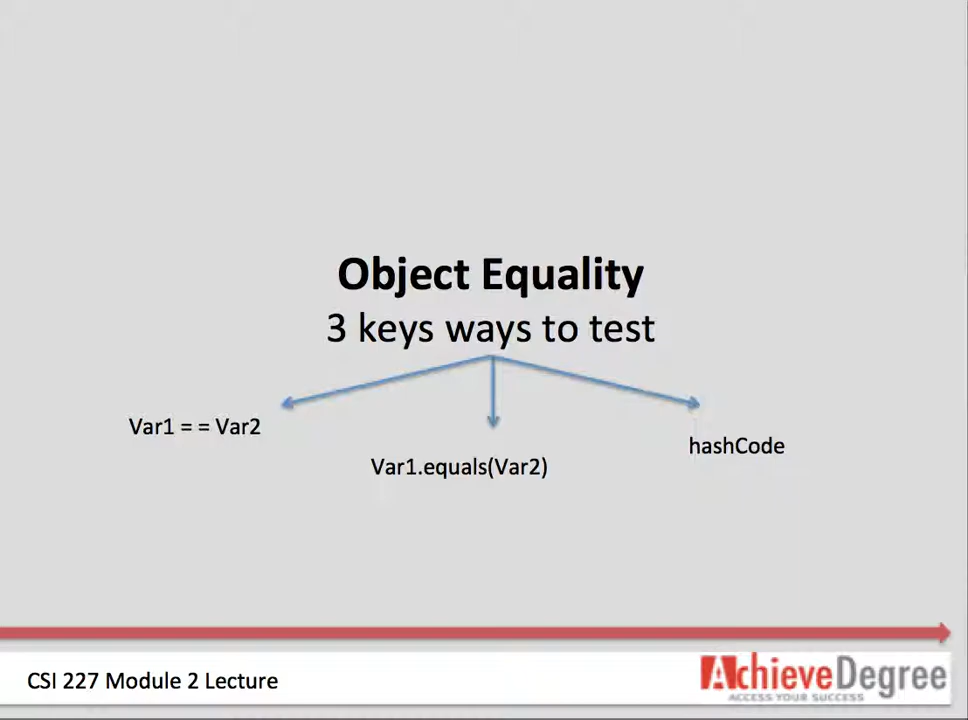 Object Equality
3 keys ways to test
Var1 = = Var2
Var1.equals(Var2)
hashCode
CSI 227 Module 2 Lecture
AchieveDegree
ACCESS YOUR SUCCESS